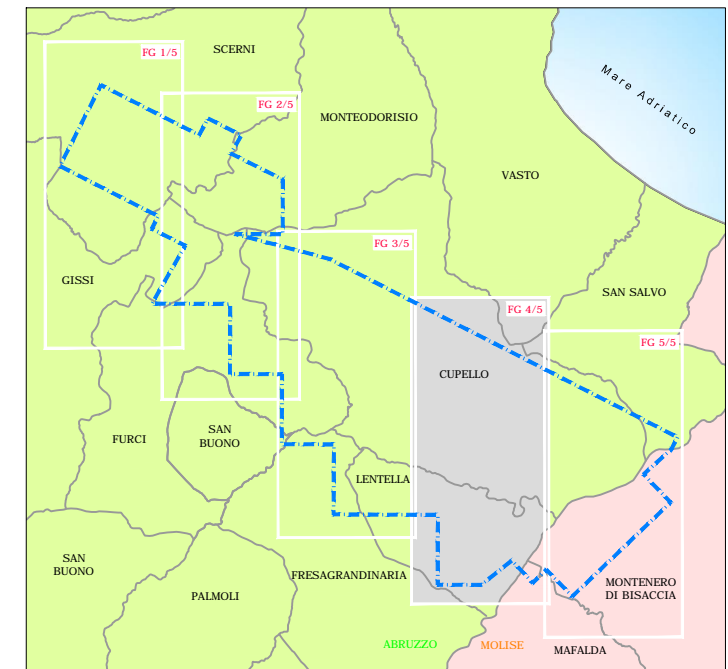 SCERNI
FG 1/5
Mare Adriatico
FG 2/5
MONTEODORISIO
VASTO
FG 3/5
GISSI
SAN SALVO
FG 4/5
FG 5/5
CUPELLO
FURCI
SAN
BUONO
LENTELLA
SAN
BUONO
FRESAGRANDINARIA
PALMOLI
MONTENERO
DI BISACCIA
ABRUZZO
MOLISE
MAFALDA